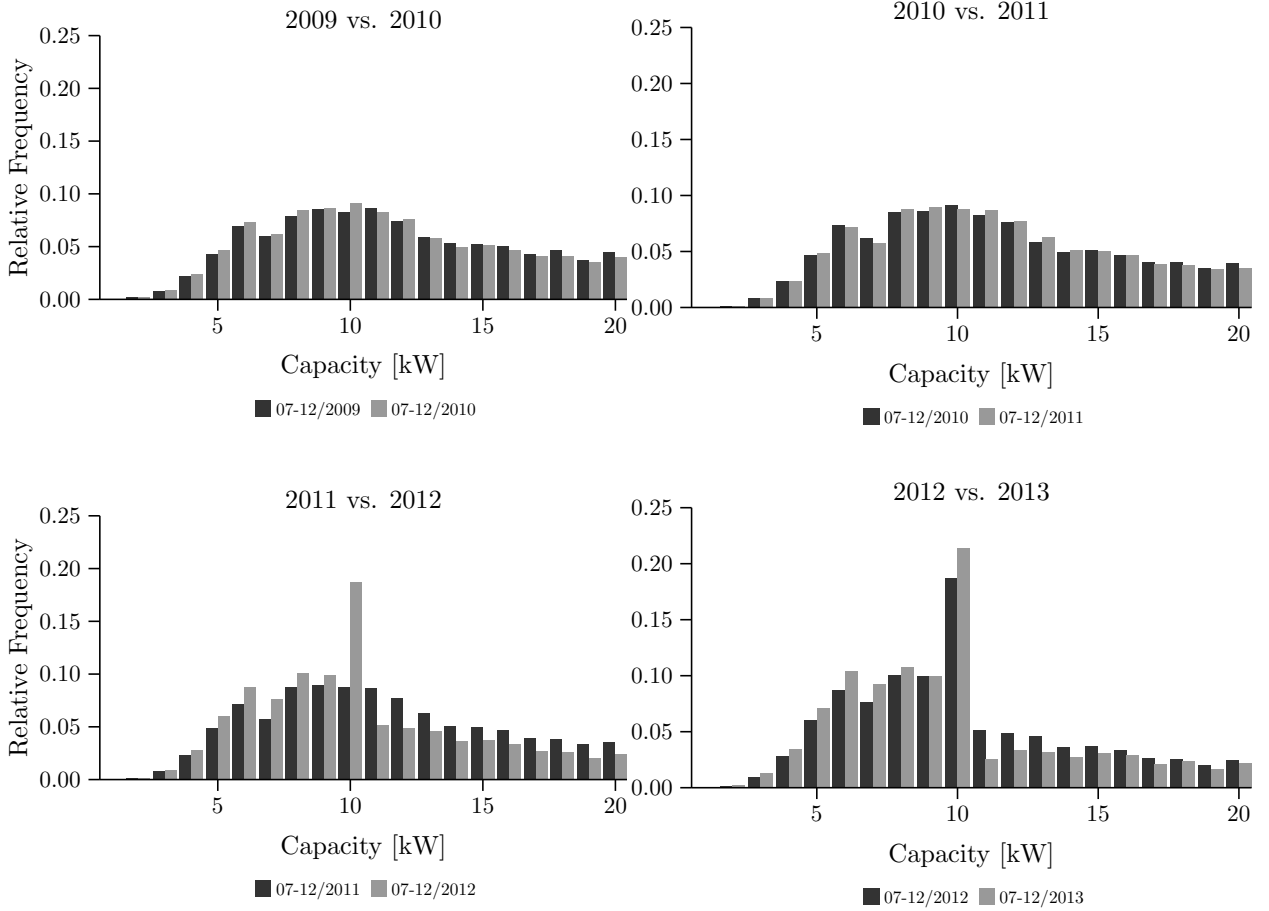 2009 vs. 2010
Relative Frequency
0.25
0.20
0.15
0.10
0.05
0.00
5 10 15 20
Capacity [kW]
07-12/2009 07-12/2010
2010 vs. 2011
0.25
0.20
0.15
0.10
0.05
0.00
5 10 15 20
Capacity [kW]
07-12/2010 07-12/2011
2011 vs. 2012
Relative Frequency
0.25
0.20
0.15
0.10
0.05
0.00
5 10 15 20
Capacity [kW]
07-12/2011 07-12/2012
2012 vs. 2013
0.25
0.20
0.15
0.10
0.05
0.00
5 10 15 20
Capacity [kW]
07-12/2012 07-12/2013